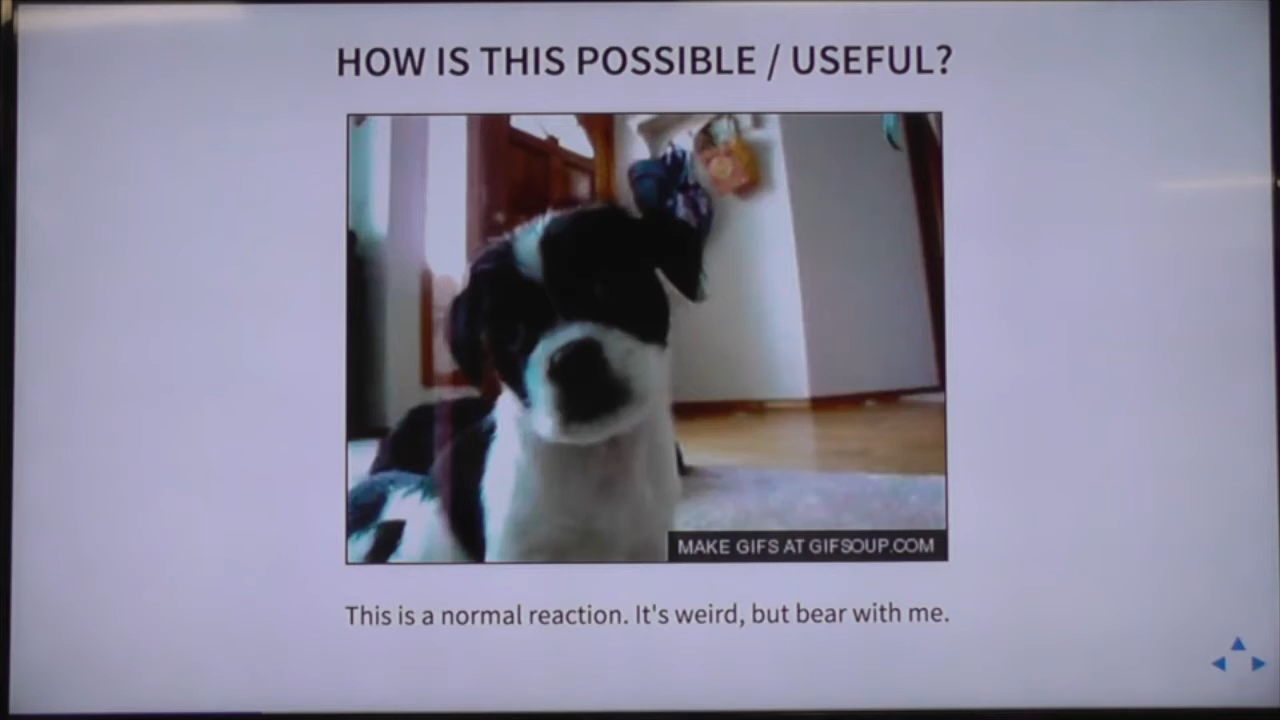 HOW IS THIS POSSIBLE / USEFUL?
MAKE GIFS AT GIFSOUP.COM
This is a normal reaction. It's weird, but bear with me.